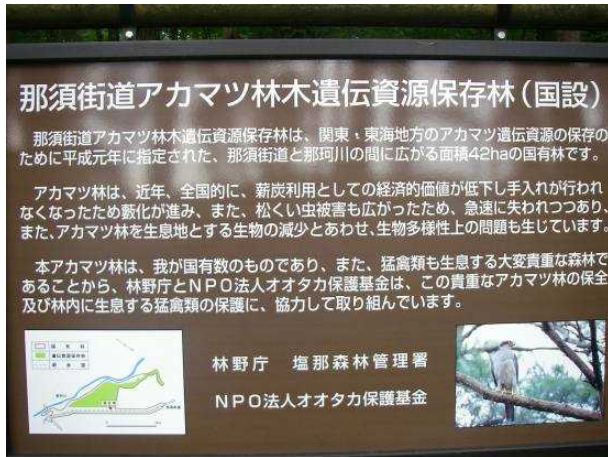 那須街道アカマツ林木遺伝資源保存林（国設）
那須街道アカマツ林木遺伝資源保存林は、関東・東海地方のアカマツ遺伝資源の保存の
ために平成元年に指定された、那須街道と那珂川の間に広がる面積42haの国有林です。
アカマツ林は、近年、全国的に、薪炭利用としての経済的価値が低下し手入れが行われ
なくなったため藪化が進み、また、松くい虫被害も広がったため、急速に失われつつあり、
また、アカマツ林を生息地とする生物の減少とあわせ、生物多様性上の問題も生じています。
本アカマツ林は、我が国有数のものであり、また、猛禽類も生息する大変貴重な森林で
あることから、林野庁とＮＰＯ法人オオタカ保護基金は、この貴重なアカマツ林の保全
及び林内に生息する猛禽類の保護に、協力して取り組んでいます。
林野庁　塩那森林管理署
ＮＰＯ法人オオタカ保護基金